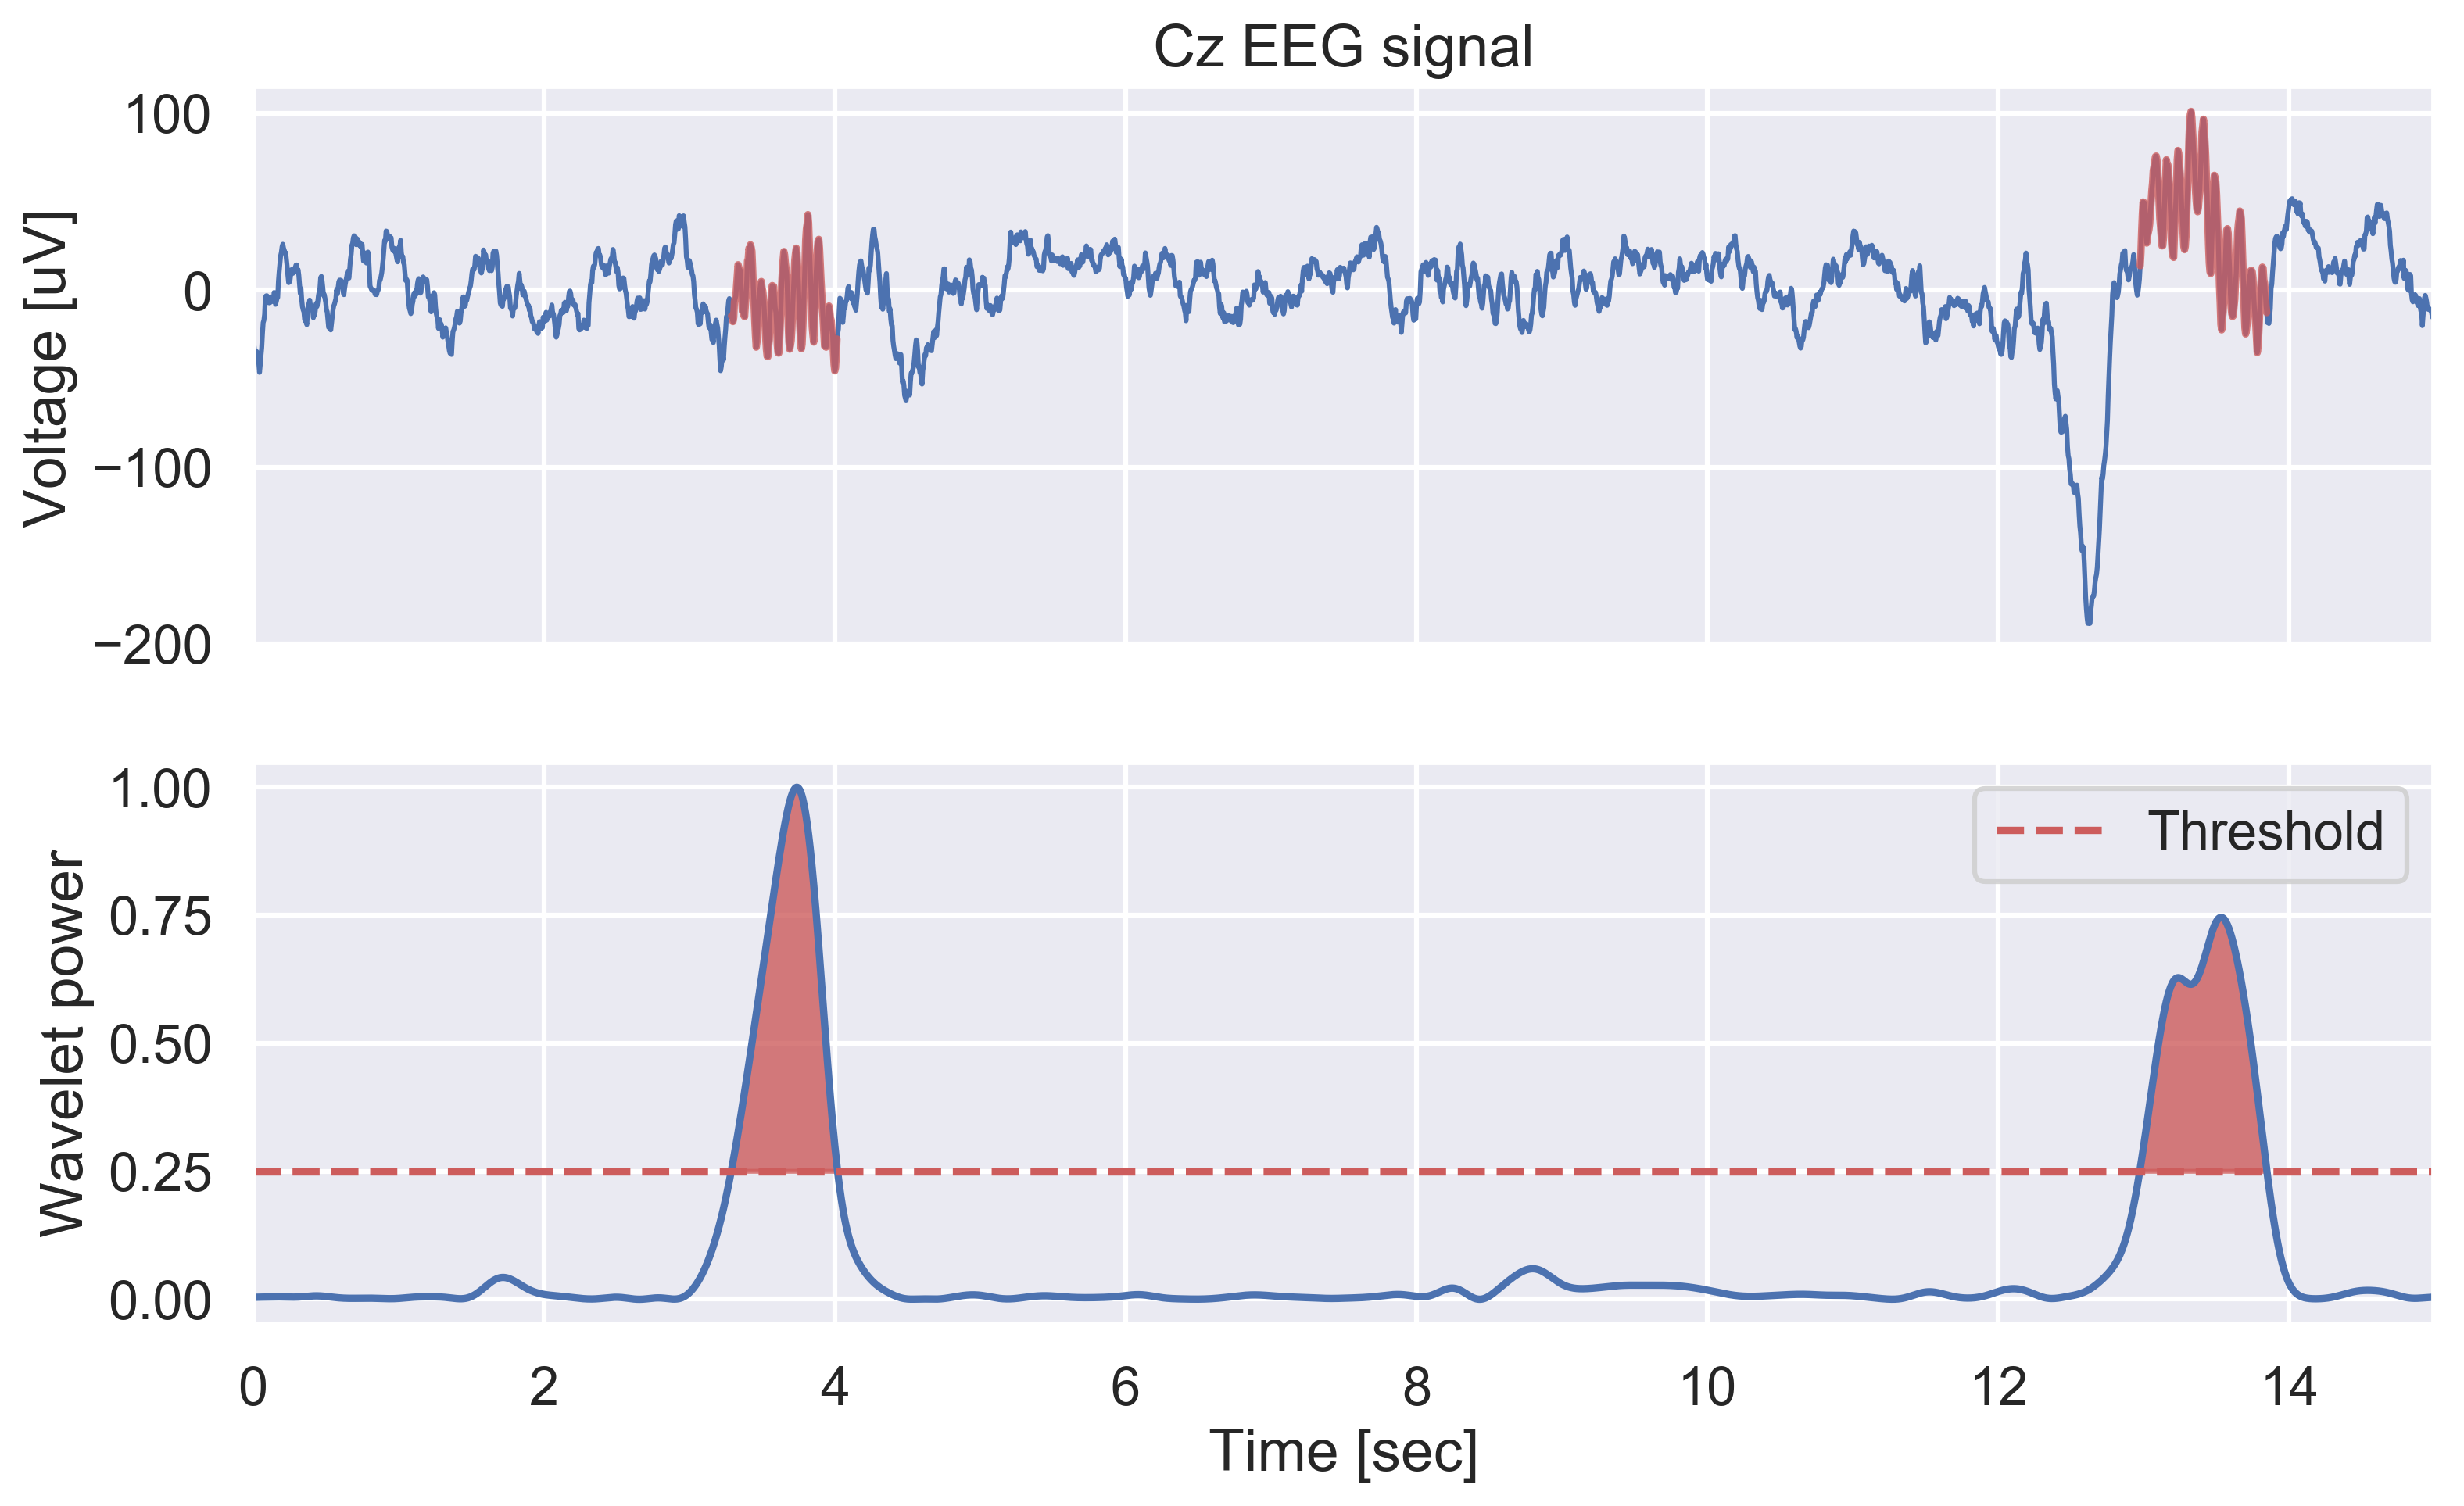 Cz EEG signal
Voltage [uV]
100
0
−100
−200
Wavelet power
1.00
0.75
0.50
0.25
0.00
Threshold
0 2 4 6 8 10 12 14
Time [sec]